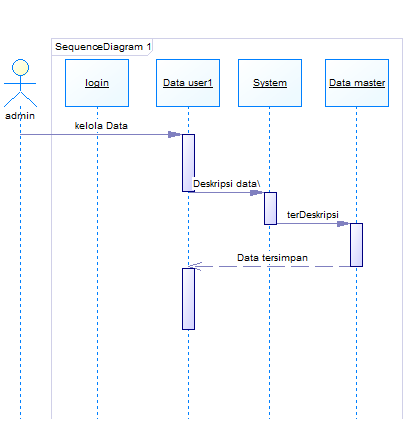 SequenceDiagram 1
login
Data user1
System
Data master
admin
kelola Data
Deskripsi data\
terDeskripsi
Data tersimpan